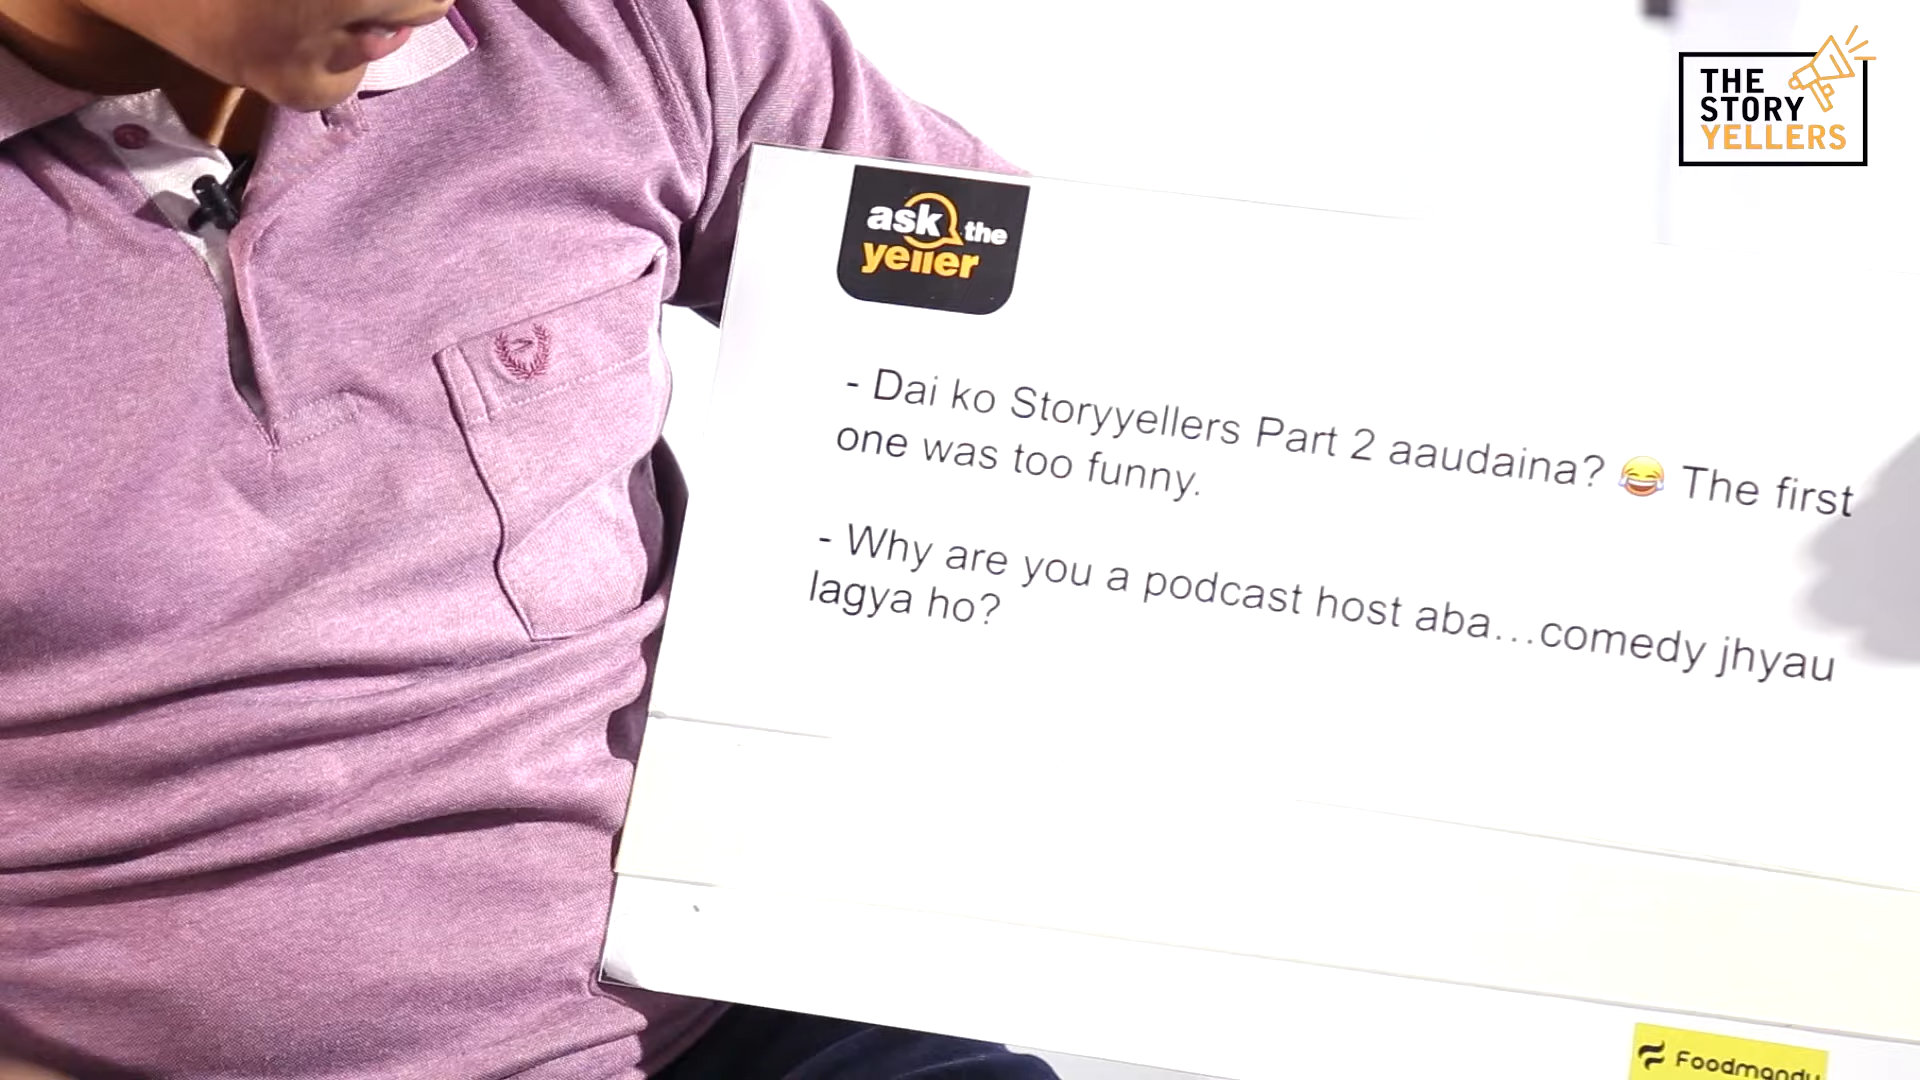 THE
STORY
YELLERS
ask the
yeller
- Dai ko Storyyellers Part 2 aaudaina? 😂 The first
one was too funny.
- Why are you a podcast host aba...comedy jhyau
lagya ho?
Foodmandu